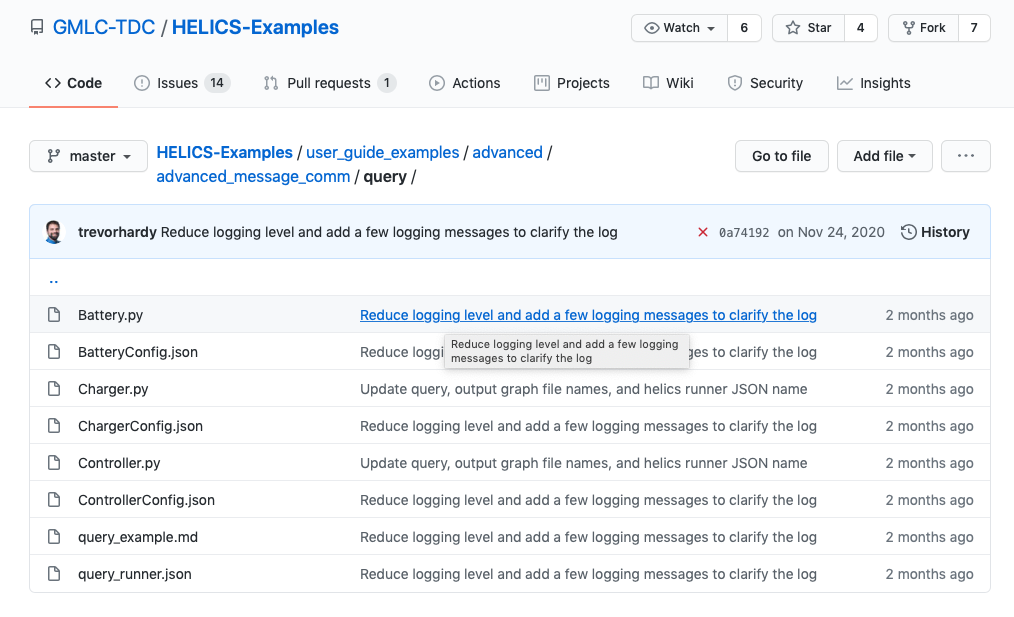 GMLC-TDC / HELICS-Examples
Watch 6 Star 4 Fork 7
Code Issues 14 Pull requests 1 Actions Projects Wiki Security Insights
master HELICS-Examples / user_guide_examples / advanced /
advanced_message_comm / query /
Go to file Add file ...
trevorhardy Reduce logging level and add a few logging messages to clarify the log 0a74192 on Nov 24, 2020 History
..
Battery.py Reduce logging level and add a few logging messages to clarify the log 2 months ago
Reduce logging level and add a few logging
messages to clarify the log
BatteryConfig.json Reduce loggi ges to clarify the log 2 months ago
Charger.py Update query, output graph file names, and helics runner JSON name 2 months ago
ChargerConfig.json Reduce logging level and add a few logging messages to clarify the log 2 months ago
Controller.py Update query, output graph file names, and helics runner JSON name 2 months ago
ControllerConfig.json Reduce logging level and add a few logging messages to clarify the log 2 months ago
query_example.md Reduce logging level and add a few logging messages to clarify the log 2 months ago
query_runner.json Reduce logging level and add a few logging messages to clarify the log 2 months ago